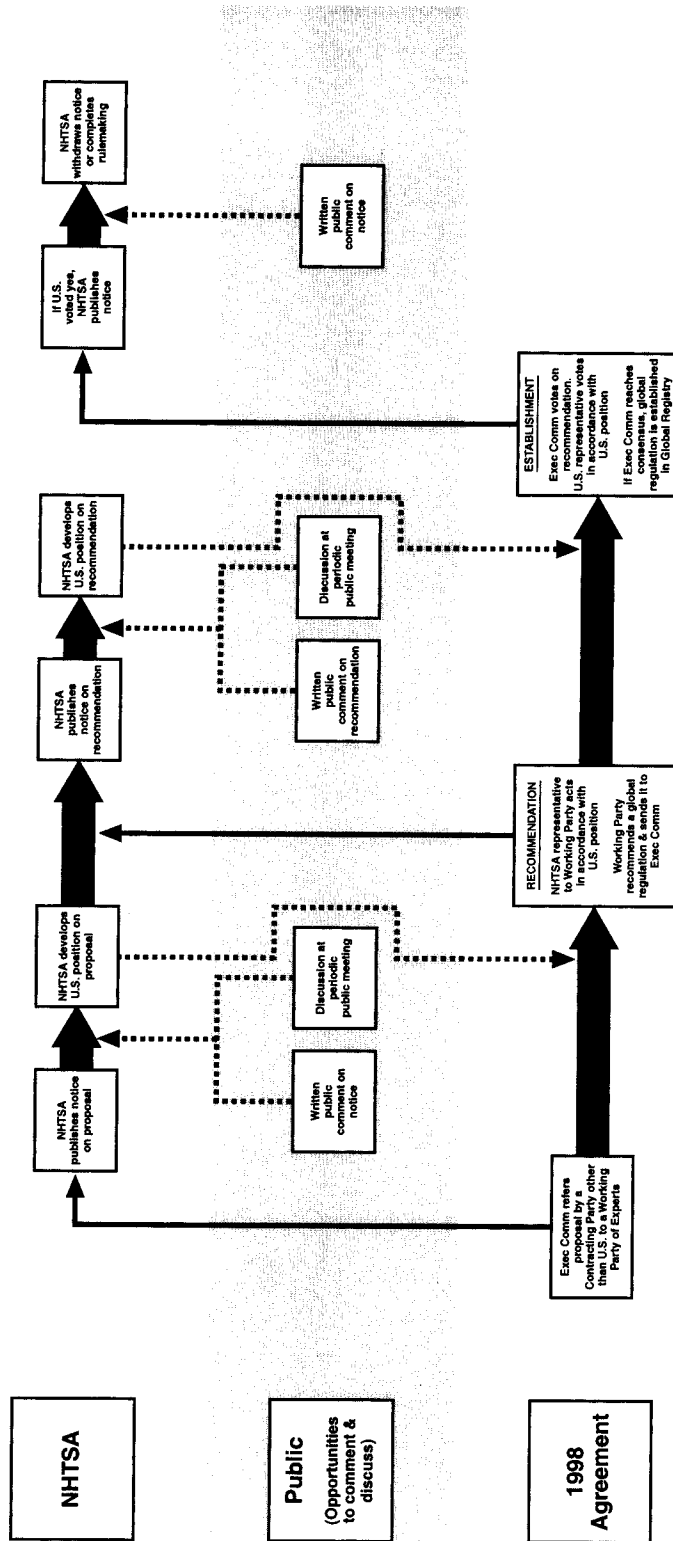 NHTSA
NHTSA
publishes notice
on proposal
NHTSA develops
U.S. position on
proposal
NHTSA
publishes
notice on
recommendation
NHTSA develops
U.S. position on
recommendation
If U.S.
voted yes,
NHTSA
publishes
notice
NHTSA
withdraws notice
or completes
rulemaking
Public
(Opportunities
to comment &
discuss)
Written
public
comment on
notice
Discussion at
periodic
public meeting
Written
public
comment on
recommendation
Discussion at
periodic
public meeting
Written
public
comment on
notice
1998
Agreement
Exec Comm refers
proposal by a
Contracting Party other
than U.S. to a Working
Party of Experts
RECOMMENDATION
NHTSA representative
to Working Party acts
in accordance with
U.S. position
Working Party
recommends a global
regulation & sends it to
Exec Comm
ESTABLISHMENT
Exec Comm votes on
recommendation.
U.S. representative votes
in accordance with
U.S. position
If Exec Comm reaches
consensus, global
regulation is established
in Global Registry